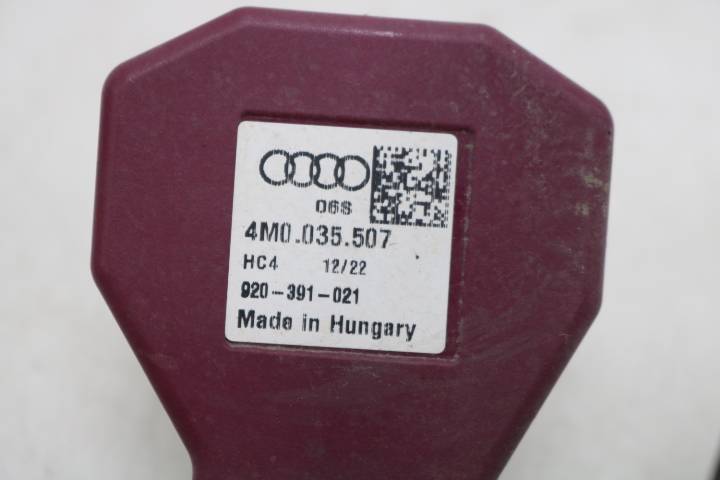 06S
4M0.035.507
HC4 12/22
920-391-021
Made in Hungary